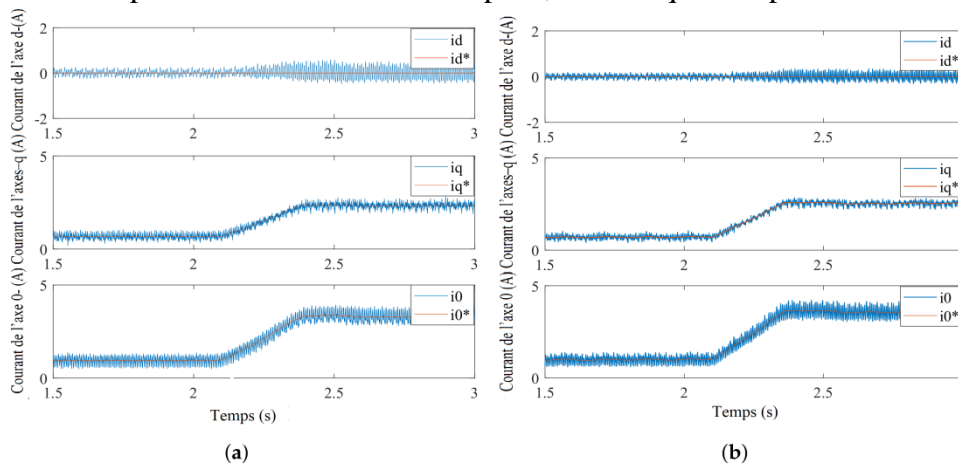 2
0
-2
Courant de l'axe d-(A)
id
id*
1.5
2
2.5
3
5
0
Courant de l'axes–q (A)
iq
iq*
1.5
2
2.5
3
5
0
Courant de l'axe 0- (A)
i0
i0*
1.5
2
2.5
3
Temps (s)
(a)
2
0
-2
Courant de l'axe d-(A)
id
id*
1.5
2
2.5
5
0
Courant de l'axes–q (A)
iq
iq*
1.5
2
2.5
5
0
Courant de l'axe 0 (A)
i0
i0*
1.5
2
2.5
Temps (s)
(b)